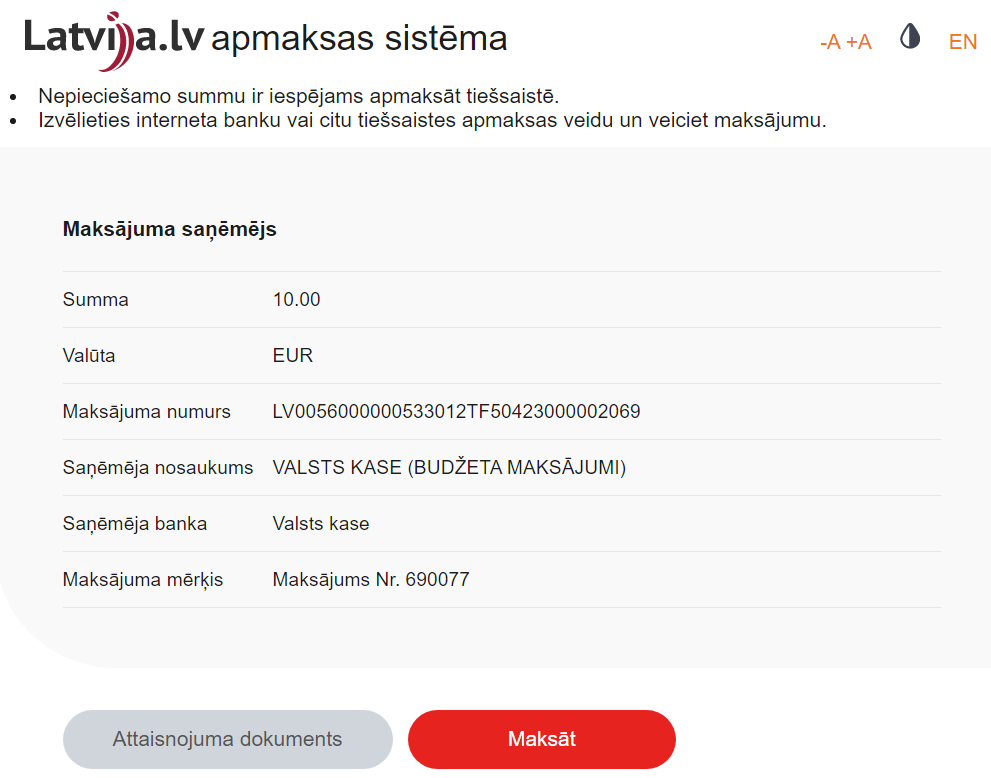 Latvija.lv apmaksas sistēma
-A +A
EN
Nepieciešamo summu ir iespējams apmaksāt tiešsaistē.
Izvēlieties interneta banku vai citu tiešsaistes apmaksas veidu un veiciet maksājumu.
Maksājuma saņēmējs
Summa 10.00
Valūta EUR
Maksājuma numurs LV0056000000533012TF50423000002069
Saņēmēja nosaukums VALSTS KASE (BUDŽETA MAKSĀJUMI)
Saņēmēja banka Valsts kase
Maksājuma mērķis Maksājums Nr. 690077
Attaisnojuma dokuments
Maksāt